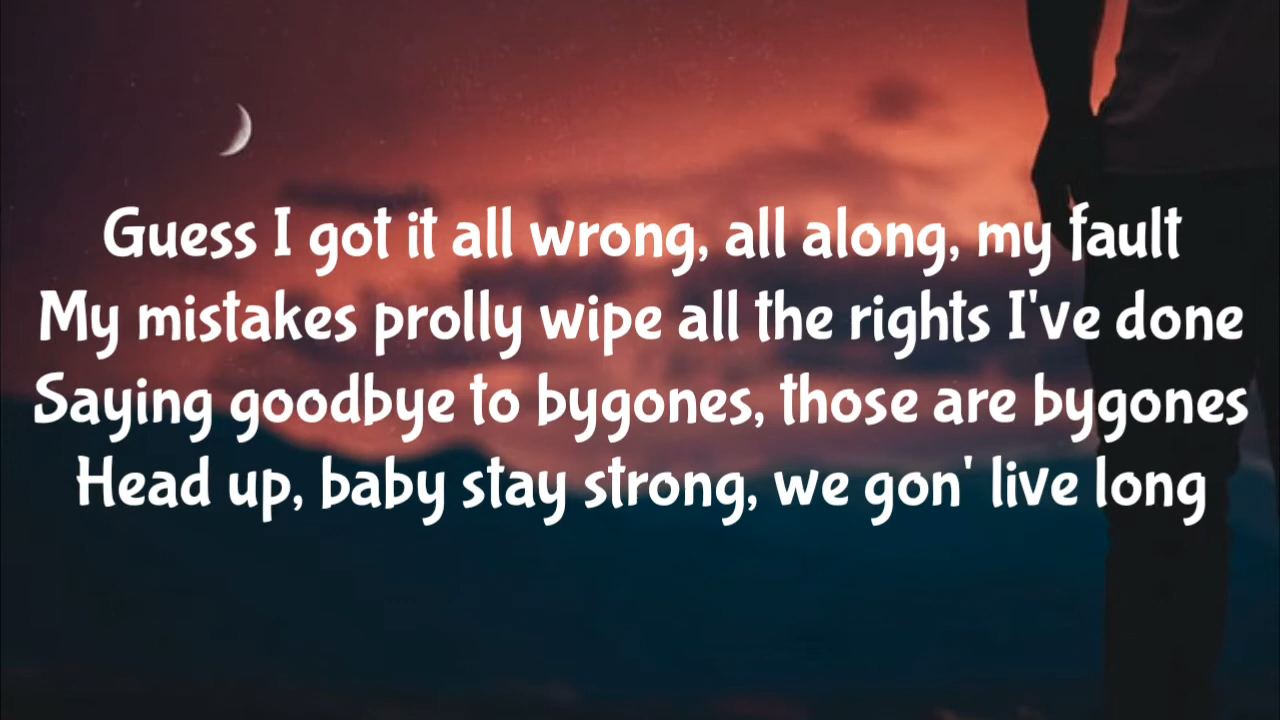 Guess I got it all wrong, all along, my fault
My mistakes prolly wipe all the rights I've done
Saying goodbye to bygones, those are bygones
Head up, baby stay strong, we gon' live long